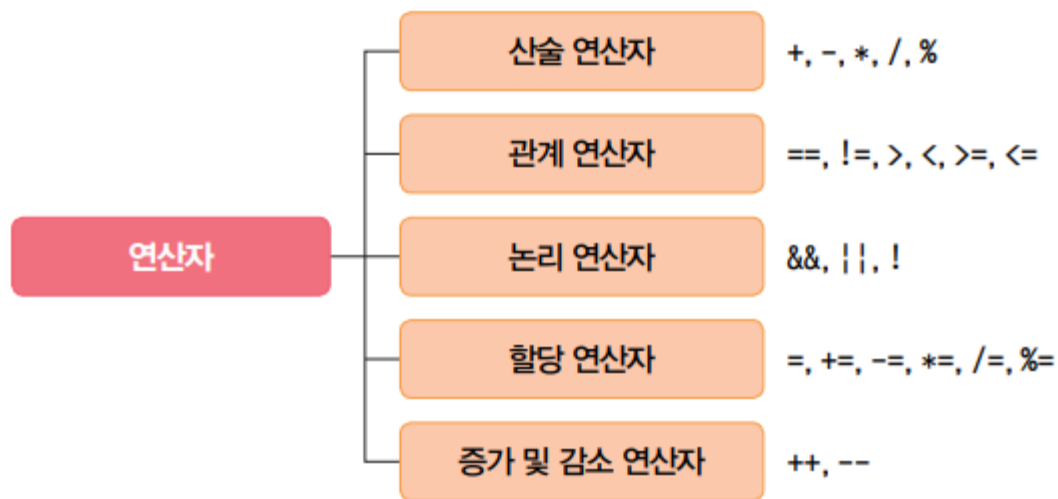 산술 연산자 +, -, *, /, %
관계 연산자 ==, !=, >, <, >=, <=
연산자
논리 연산자 &&, ||, !
할당 연산자 =, +=, -=, *=, /=, %=
증가 및 감소 연산자 ++, --